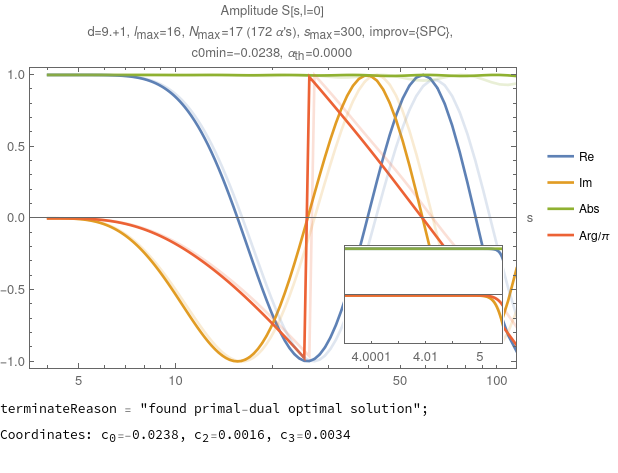 Amplitude S[s,l=0]
d=9.+1, lmax=16, Nmax=17 (172 α's), smax=300, improv={SPC},
c0min=−0.0238, αth=0.0000
1.0
0.5
0.0
−0.5
−1.0
s
5 10 50 100
4.0001 4.01 5
Re
Im
Abs
Arg/π
terminateReason = "found primal-dual optimal solution";
Coordinates: c0=-0.0238, c2=0.0016, c3=0.0034